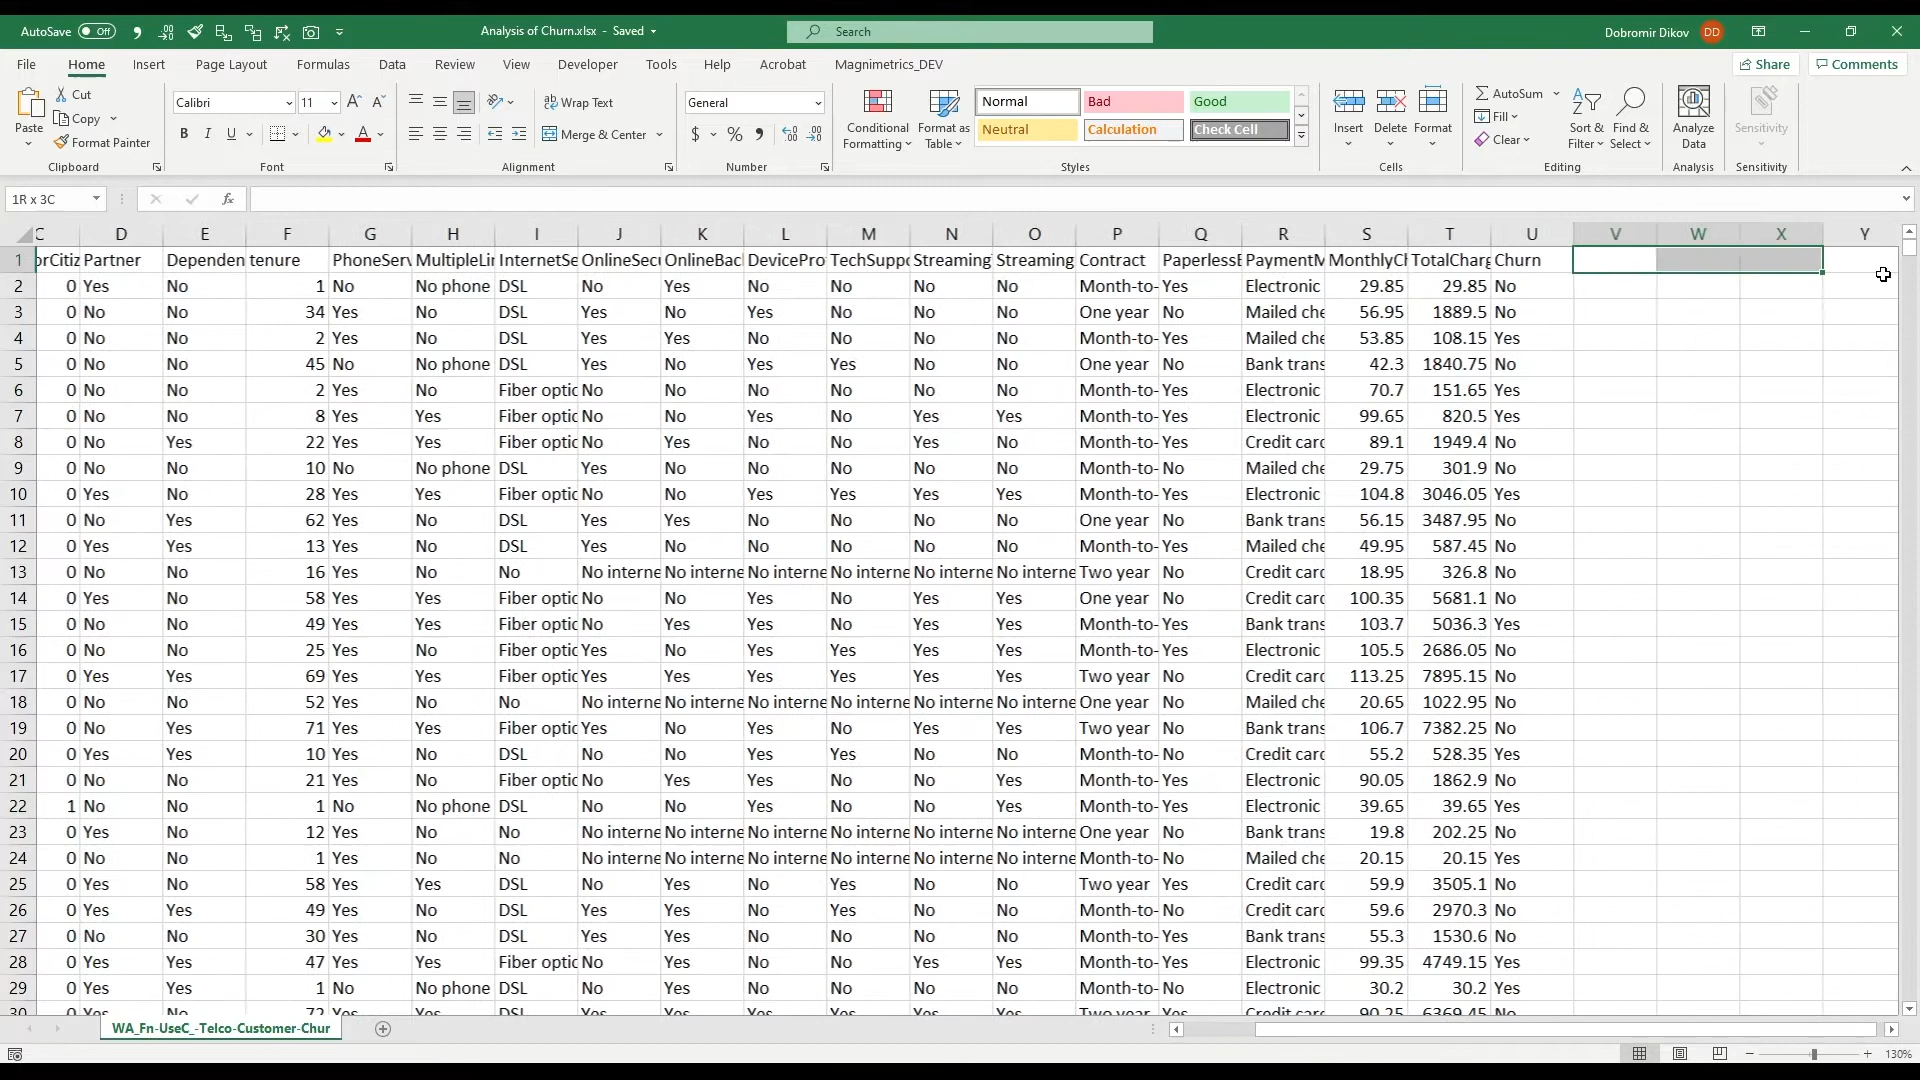 AutoSave Off Analysis of Churn.xlsx - Saved Search Dobromir Dikov DD
File Home Insert Page Layout Formulas Data Review View Developer Tools Help Acrobat Magnimetrics_DEV Share Comments
Paste Cut Copy Format Painter Clipboard
Calibri 11 B I U A Font
Wrap Text Merge & Center Alignment
General $ % Number
Conditional Formatting Format as Table Normal Bad Good Neutral Calculation Check Cell Styles
Insert Delete Format Cells
AutoSum Fill Clear Sort & Filter Find & Select Editing
Analyze Data Analysis
Sensitivity Sensitivity
1R x 3C fx
C D E F G H I J K L M N O P Q R S T U V W X Y
1 orCitiz Partner Dependen tenure PhoneServ MultipleLin InternetSe OnlineSecu OnlineBac DevicePro TechSuppo Streaming Streaming Contract PaperlessB PaymentM MonthlyCh TotalCharg Churn
2 0 Yes No 1 No No phone DSL No Yes No No No No Month-to- Yes Electronic 29.85 29.85 No
3 0 No No 34 Yes No DSL Yes No Yes No No No One year No Mailed che 56.95 1889.5 No
4 0 No No 2 Yes No DSL Yes Yes No No No No Month-to- Yes Mailed che 53.85 108.15 Yes
5 0 No No 45 No No phone DSL Yes No Yes Yes No No One year No Bank trans 42.3 1840.75 No
6 0 No No 2 Yes No Fiber optic No No No No No No Month-to- Yes Electronic 70.7 151.65 Yes
7 0 No No 8 Yes Yes Fiber optic No No Yes No Yes Yes Month-to- Yes Electronic 99.65 820.5 Yes
8 0 No Yes 22 Yes Yes Fiber optic No Yes No No Yes No Month-to- Yes Credit card 89.1 1949.4 No
9 0 No No 10 No No phone DSL Yes No No No No No Month-to- No Mailed che 29.75 301.9 No
10 0 Yes No 28 Yes Yes Fiber optic No No Yes Yes Yes Yes Month-to- Yes Electronic 104.8 3046.05 Yes
11 0 No Yes 62 Yes No DSL Yes Yes No No No No One year No Bank trans 56.15 3487.95 No
12 0 Yes Yes 13 Yes No DSL Yes No No No No No Month-to- Yes Mailed che 49.95 587.45 No
13 0 No No 16 Yes No No No interne No interne No interne No interne No interne No interne Two year No Credit card 18.95 326.8 No
14 0 Yes No 58 Yes Yes Fiber optic No No Yes No Yes Yes One year No Credit card 100.35 5681.1 No
15 0 No No 49 Yes Yes Fiber optic No Yes Yes No Yes Yes Month-to- Yes Bank trans 103.7 5036.3 Yes
16 0 No No 25 Yes No Fiber optic Yes No Yes Yes Yes Yes Month-to- Yes Electronic 105.5 2686.05 No
17 0 Yes Yes 69 Yes Yes Fiber optic Yes Yes Yes Yes Yes Yes Two year No Credit card 113.25 7895.15 No
18 0 No No 52 Yes No No No interne No interne No interne No interne No interne No interne One year No Mailed che 20.65 1022.95 No
19 0 No Yes 71 Yes Yes Fiber optic Yes No Yes No Yes Yes Two year No Bank trans 106.7 7382.25 No
20 0 Yes Yes 10 Yes No DSL No No Yes Yes No No Month-to- No Credit card 55.2 528.35 Yes
21 0 No No 21 Yes No Fiber optic No Yes Yes No No Yes Month-to- Yes Electronic 90.05 1862.9 No
22 1 No No 1 No No phone DSL No No Yes No No Yes Month-to- Yes Electronic 39.65 39.65 Yes
23 0 Yes No 12 Yes No No No interne No interne No interne No interne No interne No interne One year No Bank trans 19.8 202.25 No
24 0 No No 1 Yes No No No interne No interne No interne No interne No interne No interne Month-to- No Mailed che 20.15 20.15 Yes
25 0 Yes No 58 Yes Yes DSL No Yes No Yes No No Two year Yes Credit card 59.9 3505.1 No
26 0 Yes Yes 49 Yes No DSL Yes Yes No Yes No No Month-to- No Credit card 59.6 2970.3 No
27 0 No No 30 Yes No DSL Yes Yes No No No No Month-to- Yes Bank trans 55.3 1530.6 No
28 0 Yes Yes 47 Yes Yes Fiber optic No Yes No No Yes Yes Month-to- Yes Electronic 99.35 4749.15 Yes
29 0 Yes Yes 1 No No phone DSL No Yes No No No No Month-to- No Electronic 30.2 30.2 Yes
30 0 Yes No 72 Yes Yes DSL Yes Yes Yes Yes Yes Yes Two year Yes Credit card 90.25 6369.45 No
WA_Fn-UseC_-Telco-Customer-Chur
130%